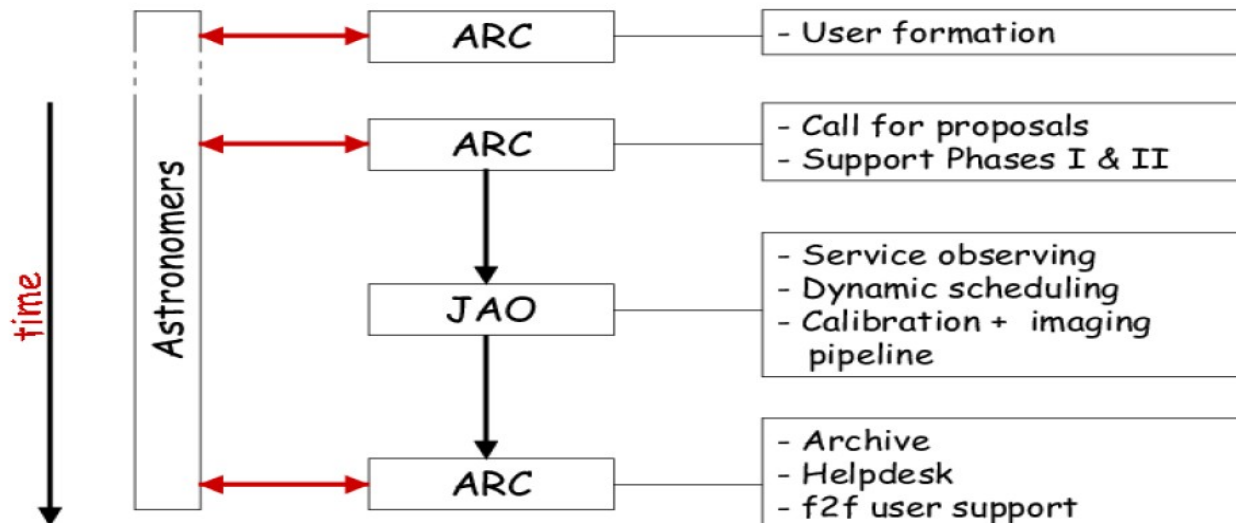 ARC
- User formation
ARC
- Call for proposals
- Support Phases I & II
Astronomers
time
JAO
- Service observing
- Dynamic scheduling
- Calibration + imaging
pipeline
ARC
- Archive
- Helpdesk
- f2f user support